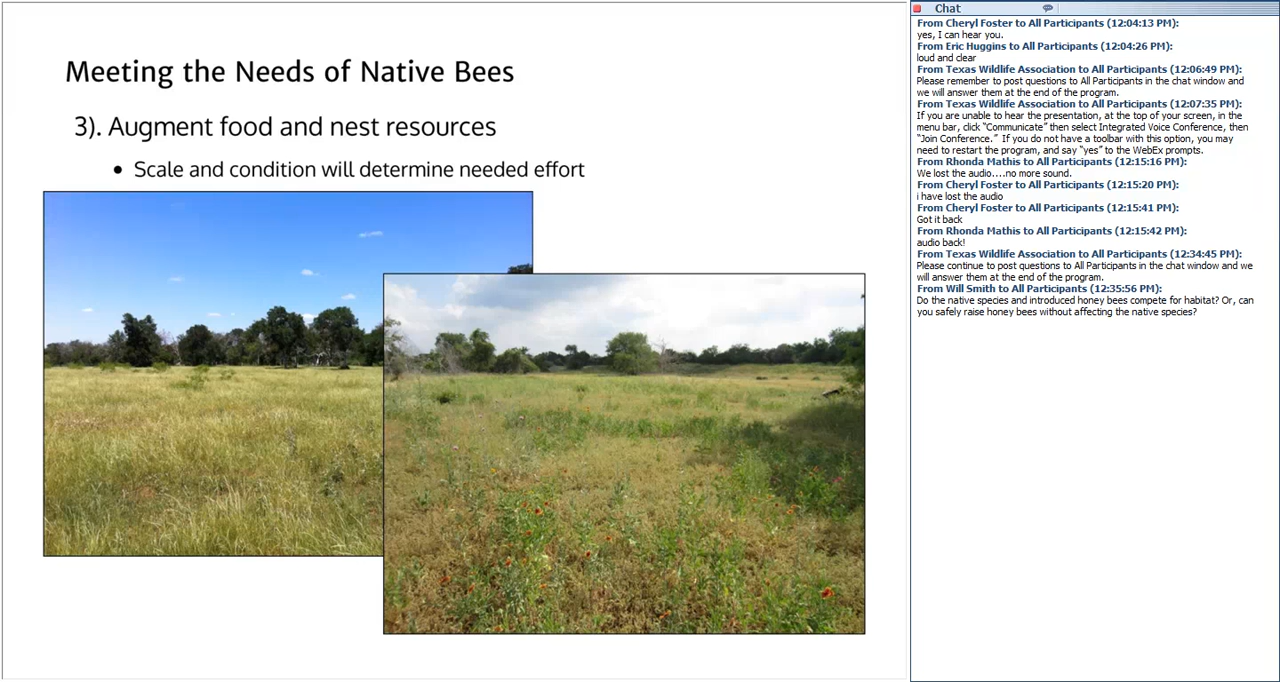 Meeting the Needs of Native Bees
3). Augment food and nest resources
• Scale and condition will determine needed effort
Chat
From Cheryl Foster to All Participants (12:04:13 PM):
yes, I can hear you.
From Eric Huggins to All Participants (12:04:26 PM):
loud and clear
From Texas Wildlife Association to All Participants (12:06:49 PM):
Please remember to post questions to All Participants in the chat window and
we will answer them at the end of the program.
From Texas Wildlife Association to All Participants (12:07:35 PM):
If you are unable to hear the presentation, at the top of your screen, in the
menu bar, click “Communicate” then select Integrated Voice Conference, then
“Join Conference.”  If you do not have a toolbar with this option, you may
need to restart the program, and say “yes” to the WebEx prompts.
From Rhonda Mathis to All Participants (12:15:16 PM):
We lost the audio....no more sound.
From Cheryl Foster to All Participants (12:15:20 PM):
i have lost the audio
From Cheryl Foster to All Participants (12:15:41 PM):
Got it back
From Rhonda Mathis to All Participants (12:15:42 PM):
audio back!
From Texas Wildlife Association to All Participants (12:34:45 PM):
Please continue to post questions to All Participants in the chat window and we
will answer them at the end of the program.
From Will Smith to All Participants (12:35:56 PM):
Do the native species and introduced honey bees compete for habitat? Or, can
you safely raise honey bees without affecting the native species?